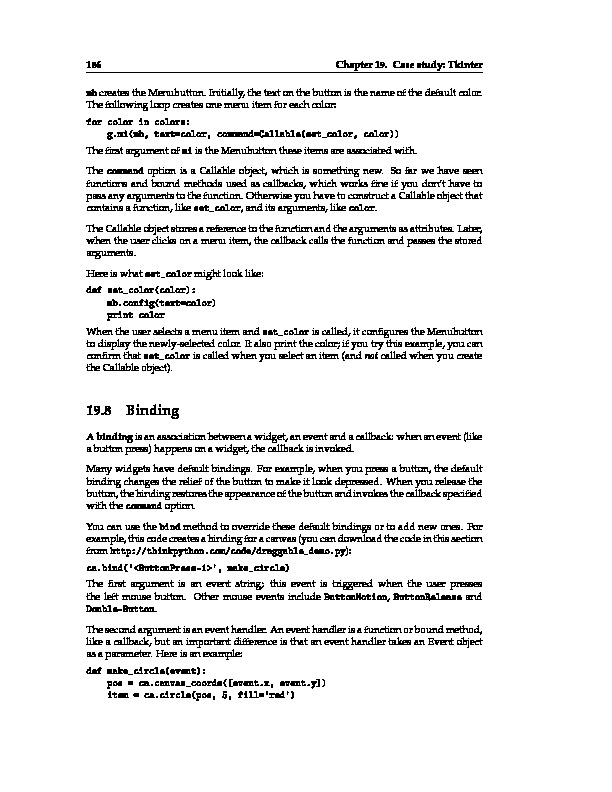 186 Chapter 19. Case study: Tkinter
mb creates the Menubutton. Initially, the text on the button is the name of the default color.
The following loop creates one menu item for each color:
for color in colors:
    g.mi(mb, text=color, command=Callable(set_color, color))
The first argument of mi is the Menubutton these items are associated with.
The command option is a Callable object, which is something new. So far we have seen
functions and bound methods used as callbacks, which works fine if you don't have to
pass any arguments to the function. Otherwise you have to construct a Callable object that
contains a function, like set_color, and its arguments, like color.
The Callable object stores a reference to the function and the arguments as attributes. Later,
when the user clicks on a menu item, the callback calls the function and passes the stored
arguments.
Here is what set_color might look like:
def set_color(color):
    mb.config(text=color)
    print color
When the user selects a menu item and set_color is called, it configures the Menubutton
to display the newly-selected color. It also print the color; if you try this example, you can
confirm that set_color is called when you select an item (and not called when you create
the Callable object).
19.8 Binding
A binding is an association between a widget, an event and a callback: when an event (like
a button press) happens on a widget, the callback is invoked.
Many widgets have default bindings. For example, when you press a button, the default
binding changes the relief of the button to make it look depressed. When you release the
button, the binding restores the appearance of the button and invokes the callback specified
with the command option.
You can use the bind method to override these default bindings or to add new ones. For
example, this code creates a binding for a canvas (you can download the code in this section
from http://thinkpython.com/code/draggable_demo.py):
ca.bind('<ButtonPress-1>', make_circle)
The first argument is an event string; this event is triggered when the user presses
the left mouse button. Other mouse events include ButtonMotion, ButtonRelease and
Double-Button.
The second argument is an event handler. An event handler is a function or bound method,
like a callback, but an important difference is that an event handler takes an Event object
as a parameter. Here is an example:
def make_circle(event):
    pos = ca.canvas_coords([event.x, event.y])
    item = ca.circle(pos, 5, fill='red')